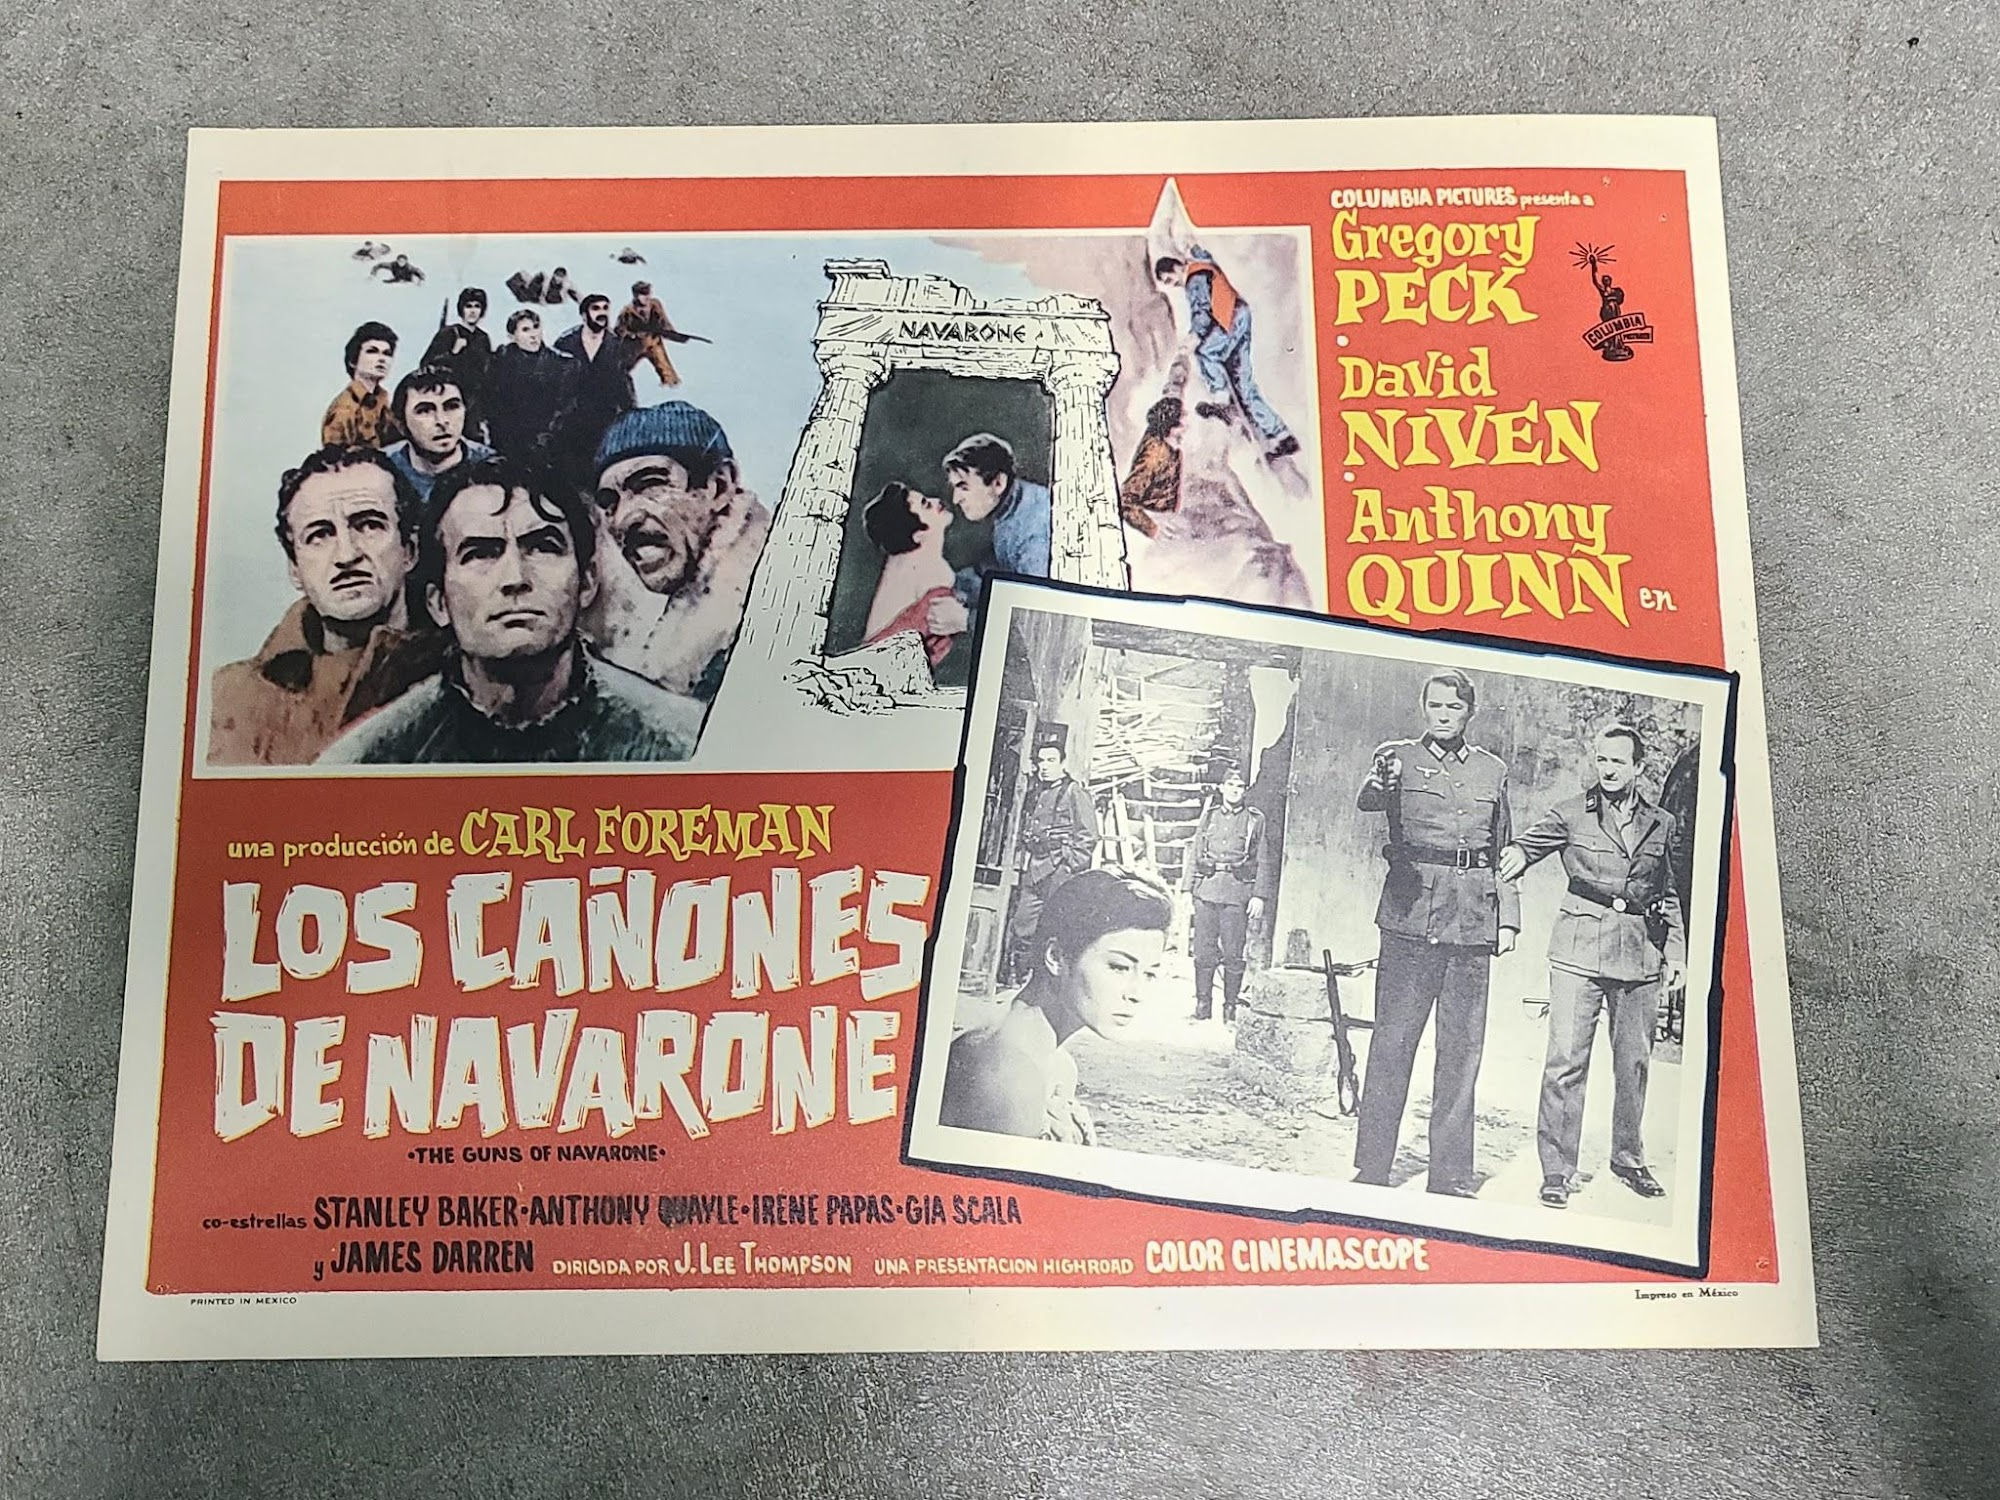 COLUMBIA PICTURES presenta a
Gregory
PECK
David
NIVEN
Anthony
QUINN en
COLUMBIA
NAVARONE
una producción de CARL FOREMAN
LOS CAÑONES
DE NAVARONE
•THE GUNS OF NAVARONE•
co-estrellas STANLEY BAKER•ANTHONY QUAYLE•IRENE PAPAS•GIA SCALA
y JAMES DARREN DIRIGIDA POR J. LEE THOMPSON UNA PRESENTACION HIGHROAD COLOR CINEMASCOPE
PRINTED IN MEXICO
Impreso en México